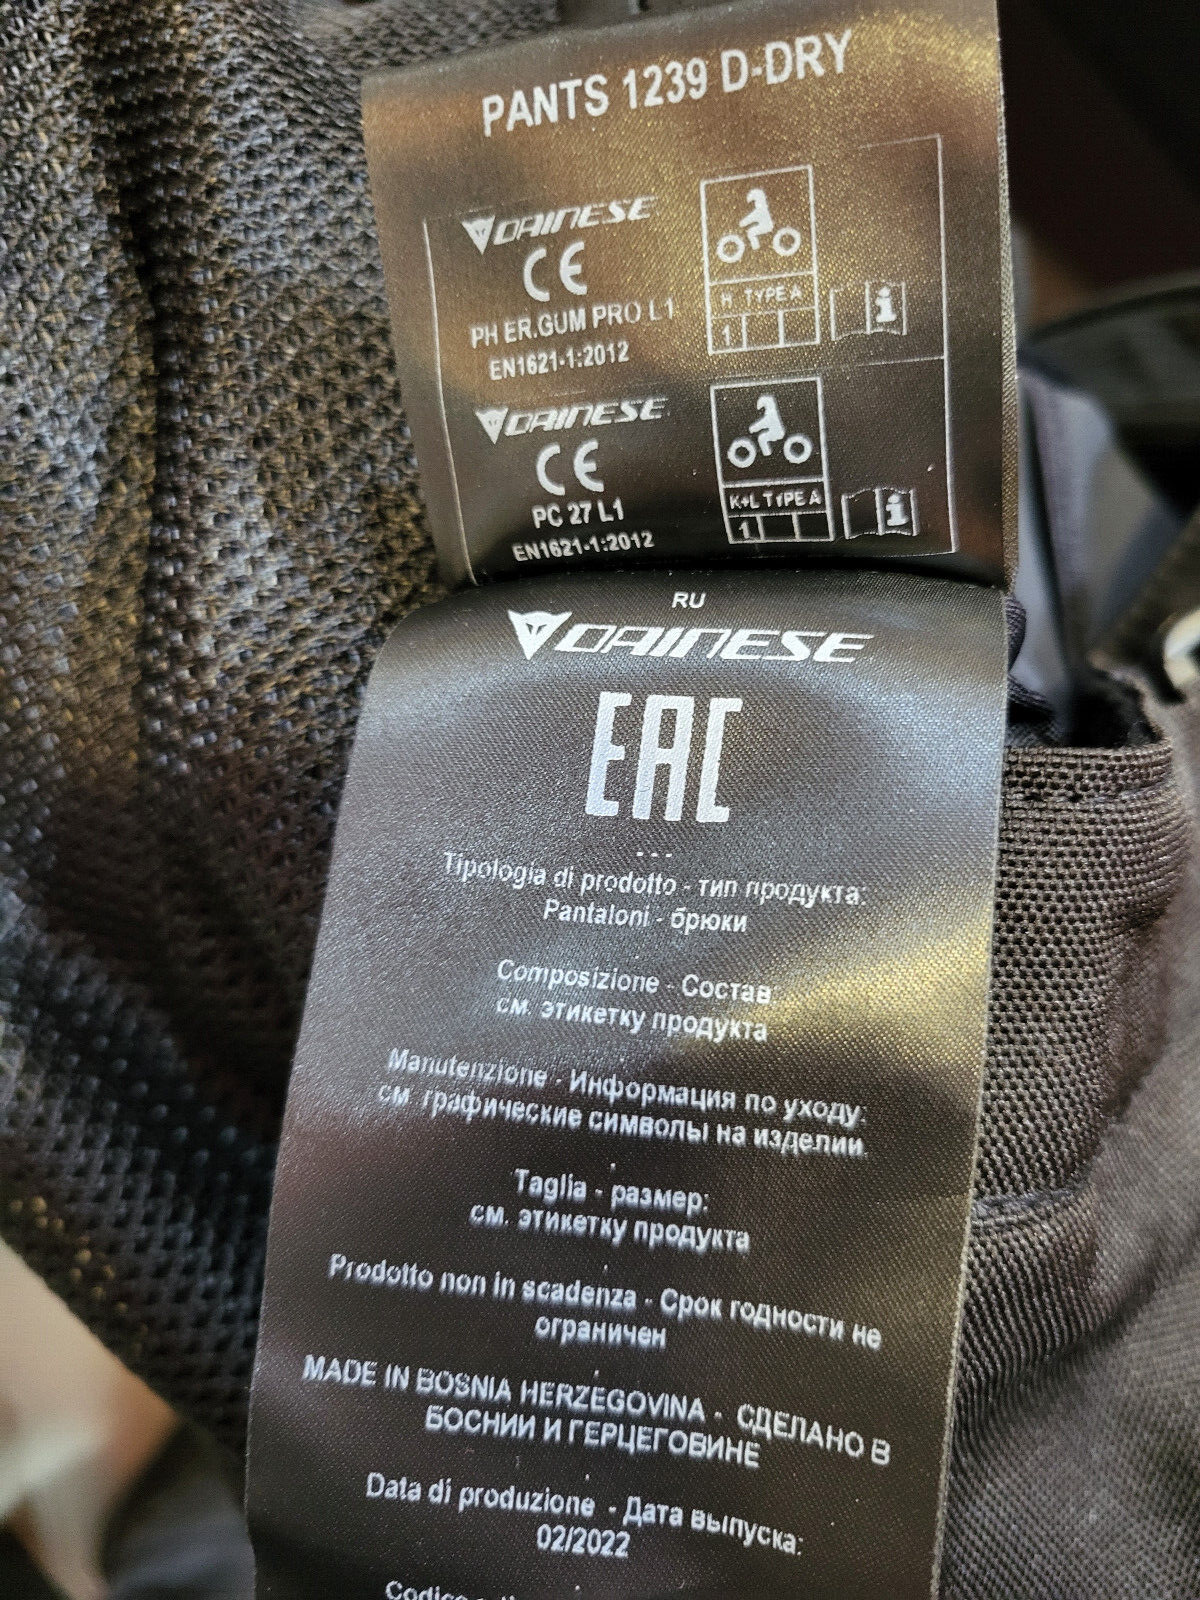 PANTS 1239 D-DRY
DAINESE
CE
PH ER.GUM PRO L1
EN1621-1:2012
H TYPE A
1
i
DAINESE
CE
PC 27 L1
EN1621-1:2012
K+L TYPE A
1
i
RU
DAINESE
EAC
---
Tipologia di prodotto - тип продукта:
Pantaloni - брюки
Composizione - Состав:
см. этикетку продукта
Manutenzione - Информация по уходу:
см. графические символы на изделии.
Taglia - размер:
см. этикетку продукта
Prodotto non in scadenza - Срок годности не
ограничен
MADE IN BOSNIA HERZEGOVINA - СДЕЛАНО В
БОСНИИ И ГЕРЦЕГОВИНЕ
Data di produzione - Дата выпуска:
02/2022